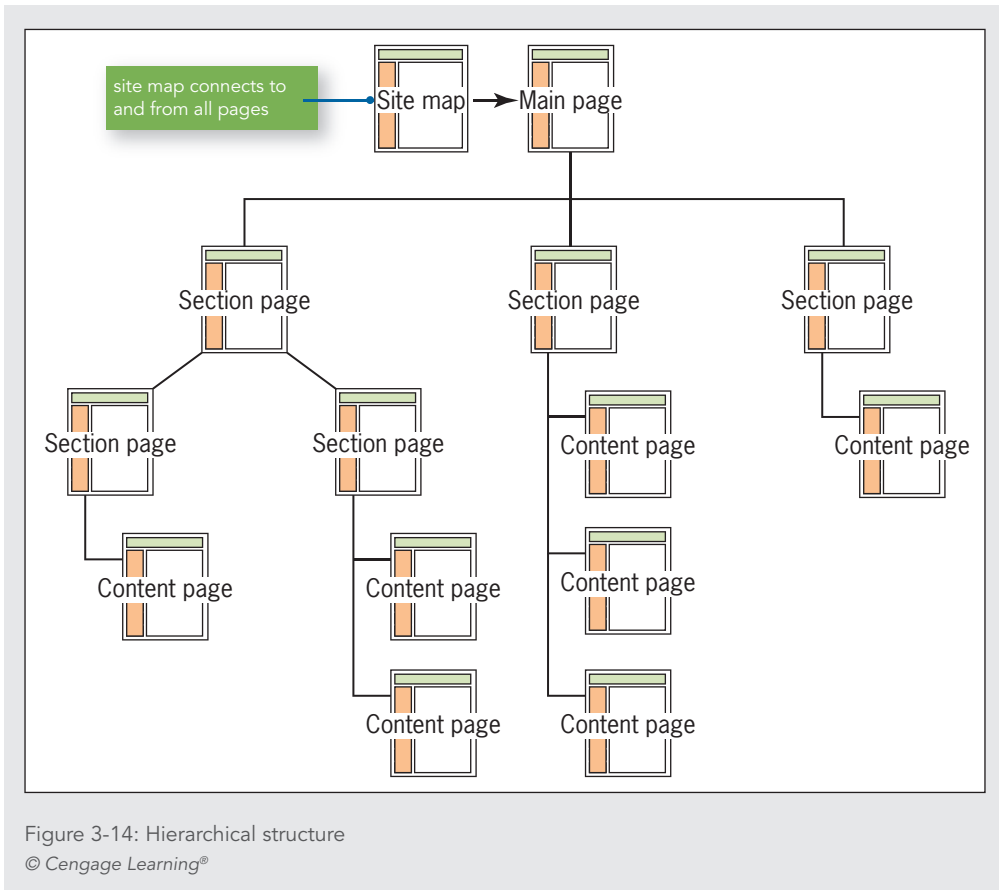 site map connects to
and from all pages
Site map
Main page
Section page
Section page
Section page
Section page
Section page
Content page
Content page
Content page
Content page
Content page
Content page
Content page
Figure 3-14: Hierarchical structure
© Cengage Learning®